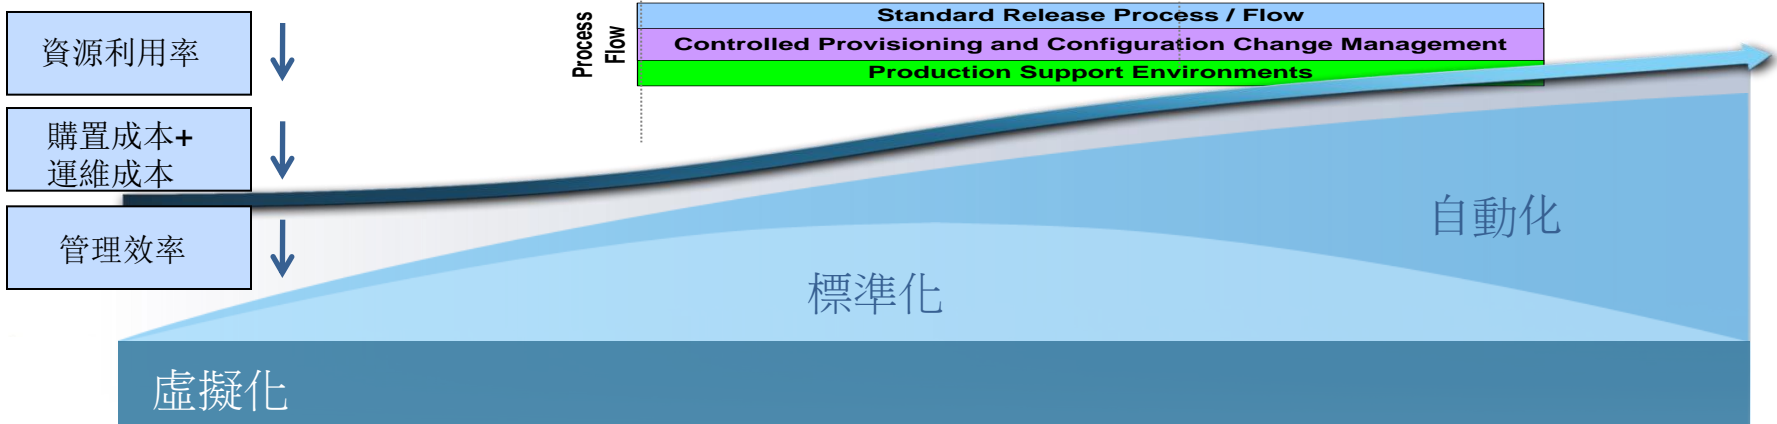 資源利用率
購置成本+
運維成本
管理效率
Process
Flow
Standard Release Process / Flow
Controlled Provisioning and Configuration Change Management
Production Support Environments
自動化
標準化
虛擬化